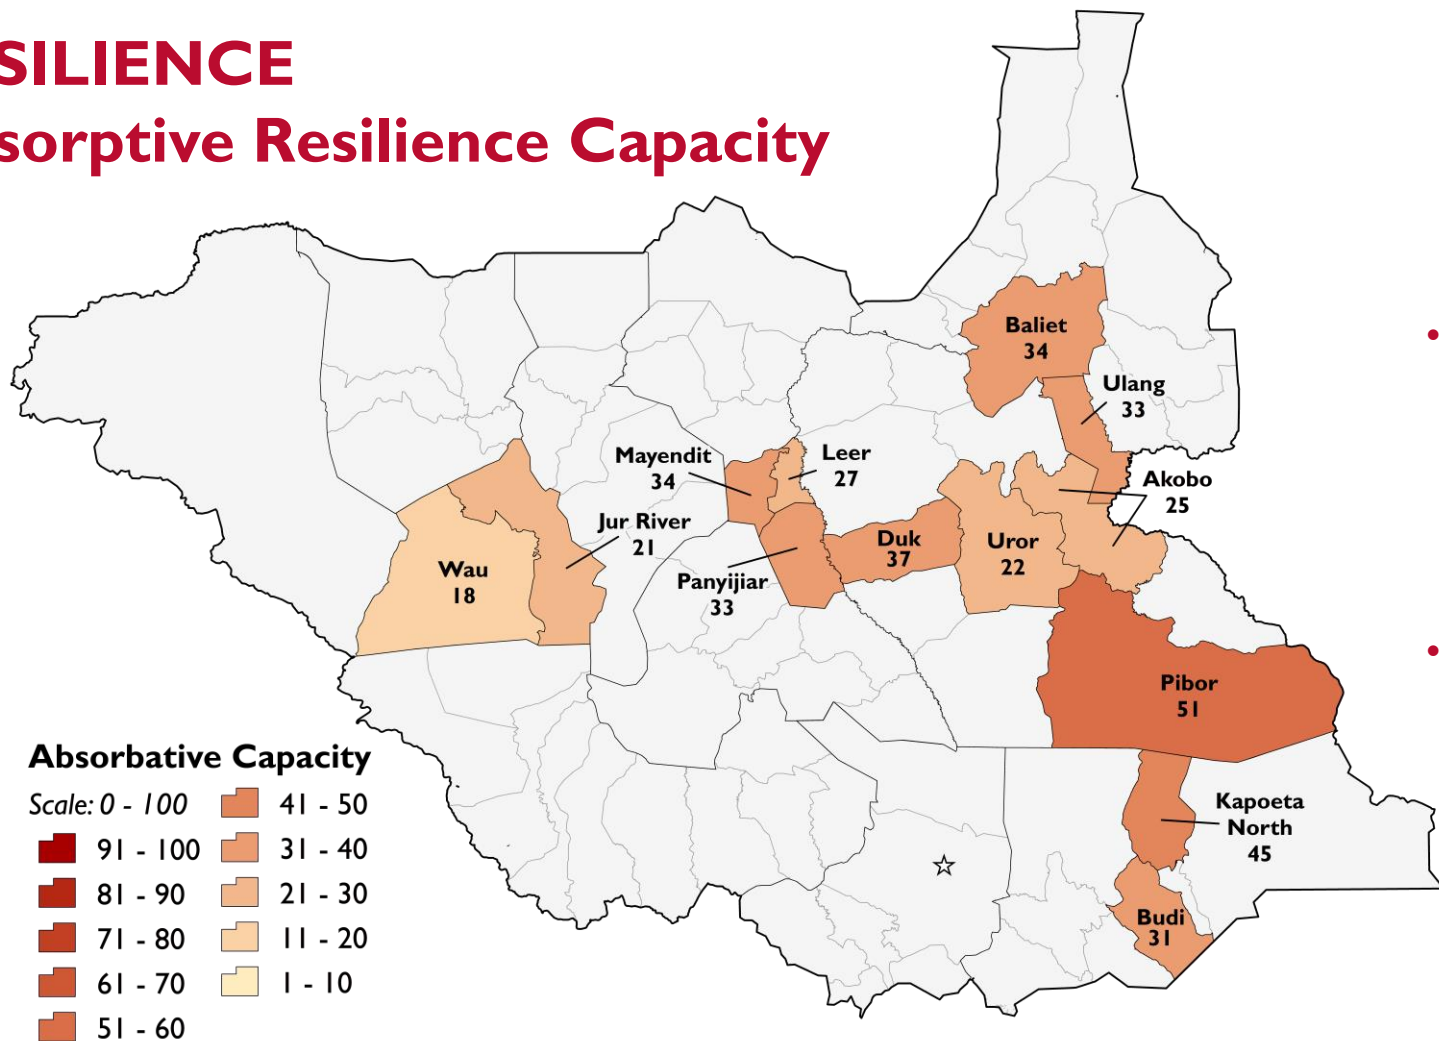 SILIENCE
sorptive Resilience Capacity
Baliet
34
Ulang
33
Mayendit
34
Leer
27
Akobo
25
Jur River
21
Duk
37
Uror
22
Wau
18
Panyijiar
33
Pibor
51
Kapoeta
North
45
Budi
31
Absorbative Capacity
Scale: 0 - 100
41 - 50
91 - 100
31 - 40
81 - 90
21 - 30
71 - 80
11 - 20
61 - 70
1 - 10
51 - 60